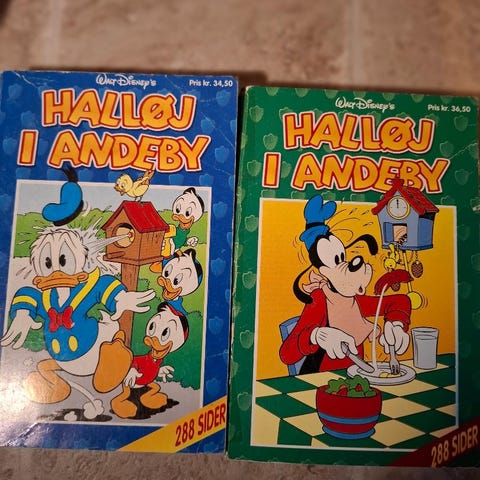 Walt Disney's
Pris kr. 34,50
HALLØJ
I ANDEBY
288 SIDER
Walt Disney's
Pris kr. 36,50
HALLØJ
I ANDEBY
288 SIDER